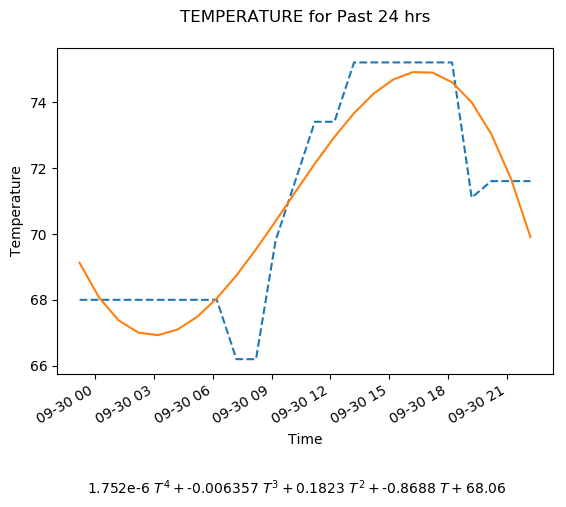 TEMPERATURE for Past 24 hrs
74
72
70
68
66
Temperature
09-30 00 09-30 03 09-30 06 09-30 09 09-30 12 09-30 15 09-30 18 09-30 21
Time
1.752e-6 T⁴ + -0.006357 T³ + 0.1823 T² + -0.8688 T + 68.06